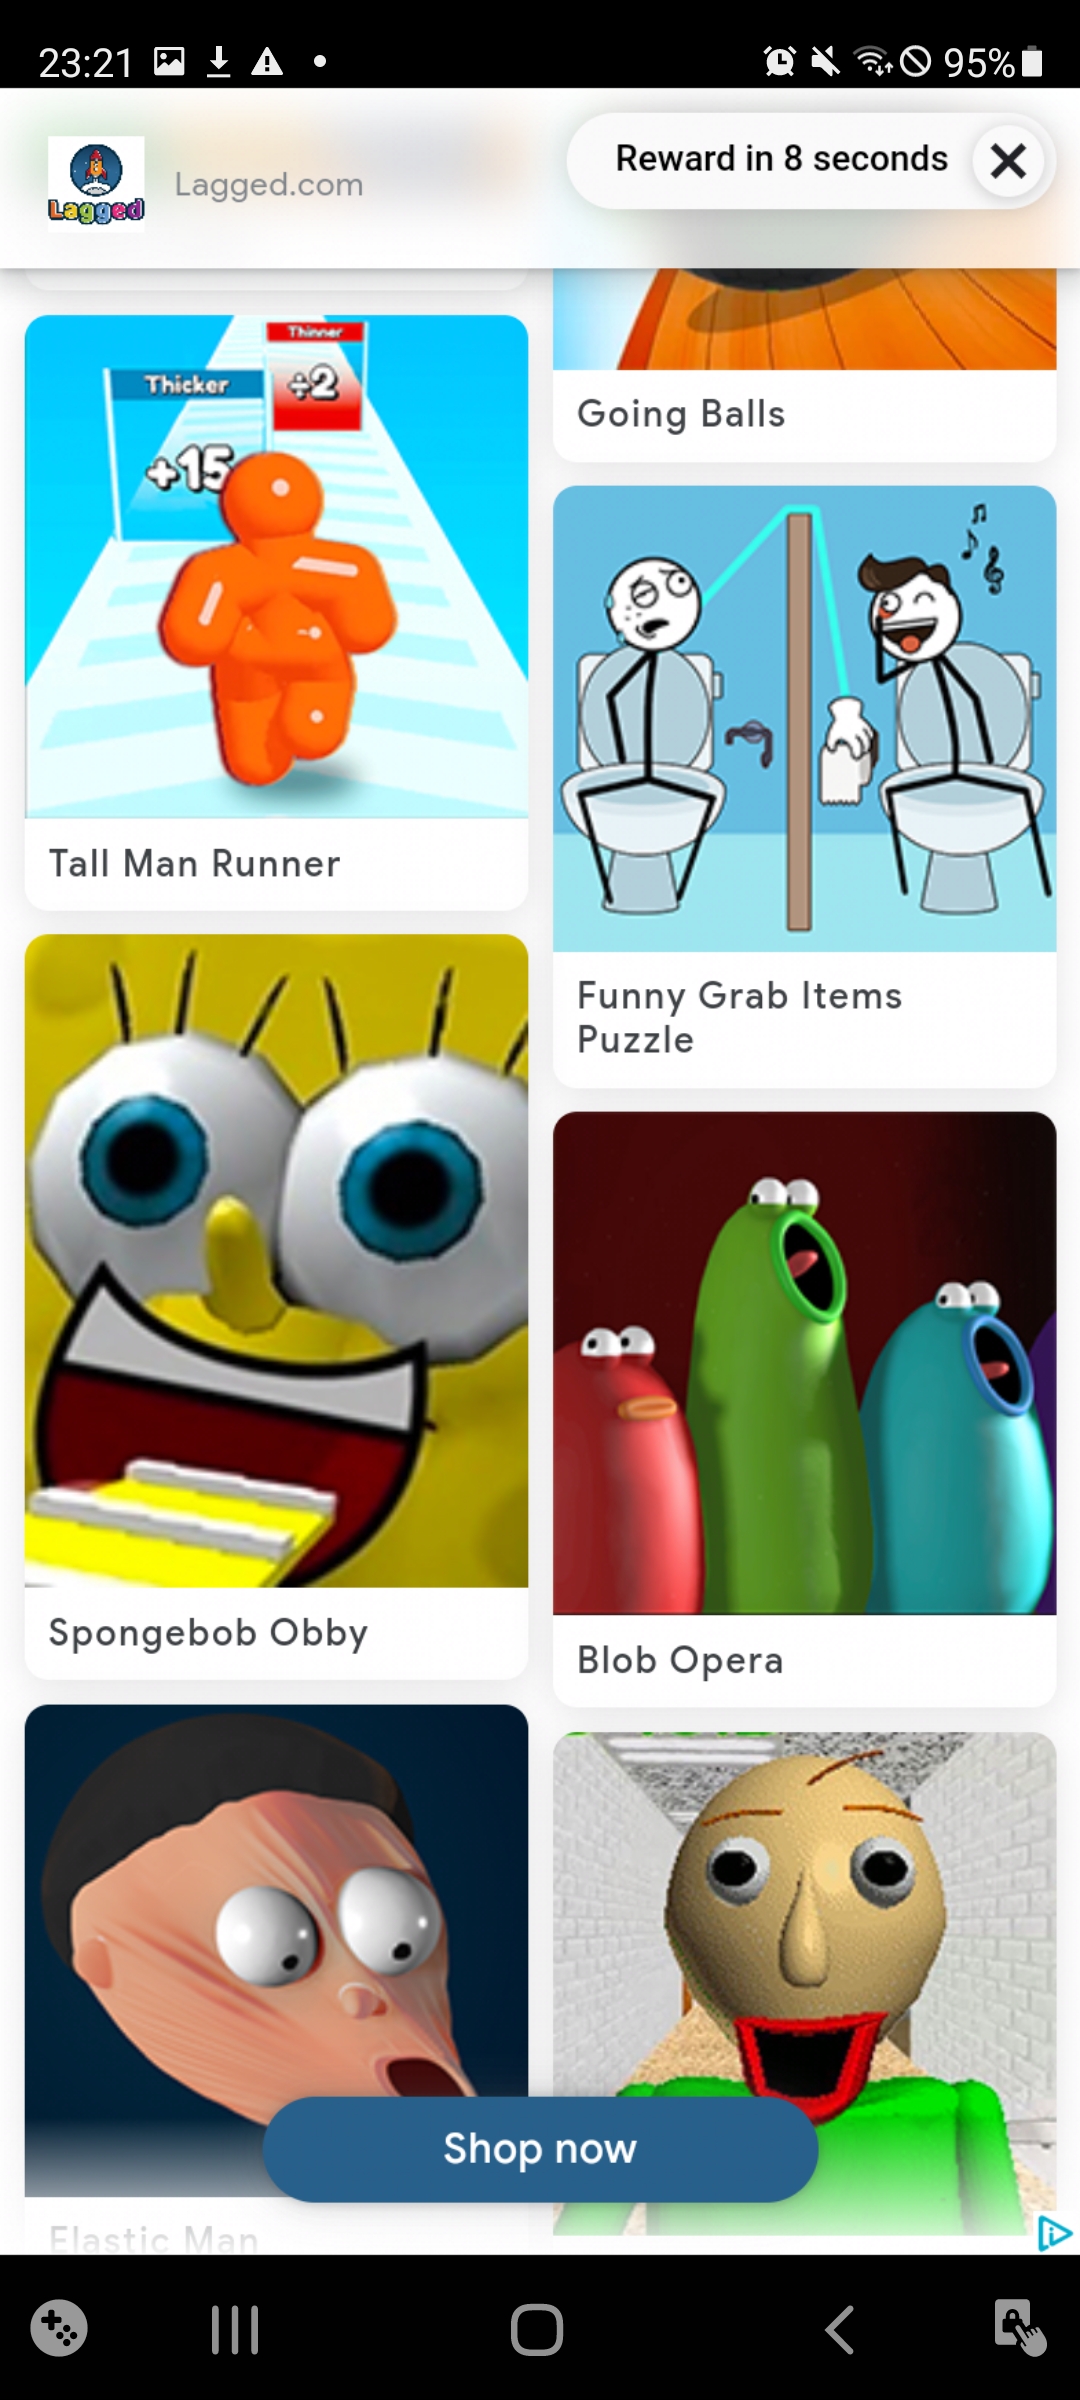 23:21
95%
Lagged
Lagged.com
Reward in 8 seconds
Going Balls
Thinner
÷2
Thicker
+15
Tall Man Runner
Funny Grab Items
Puzzle
Spongebob Obby
Blob Opera
Shop now
Elastic Man